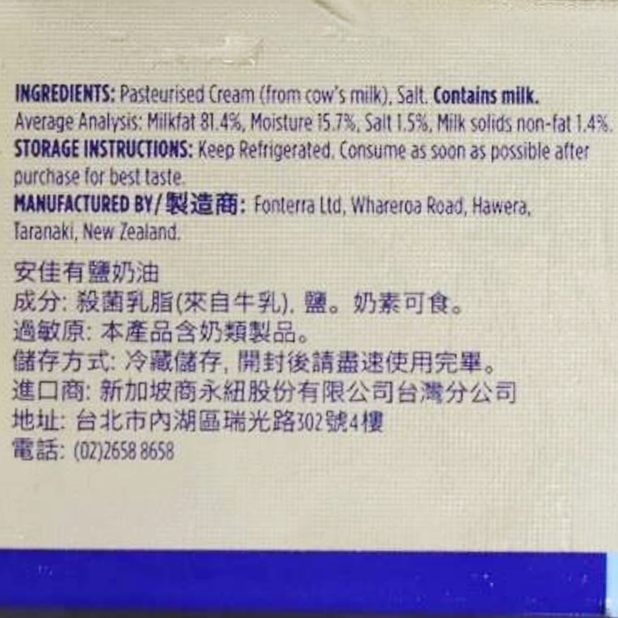 INGREDIENTS: Pasteurised Cream (from cow's milk), Salt. Contains milk.
Average Analysis: Milkfat 81.4%, Moisture 15.7%, Salt 1.5%, Milk solids non-fat 1.4%.
STORAGE INSTRUCTIONS: Keep Refrigerated. Consume as soon as possible after
purchase for best taste.
MANUFACTURED BY/製造商: Fonterra Ltd, Whareroa Road, Hawera,
Taranaki, New Zealand.
安佳有鹽奶油
成分: 殺菌乳脂(來自牛乳), 鹽。奶素可食。
過敏原: 本產品含奶類製品。
儲存方式: 冷藏儲存, 開封後請盡速使用完畢。
進口商: 新加坡商永紐股份有限公司台灣分公司
地址: 台北市內湖區瑞光路302號4樓
電話: (02)2658 8658